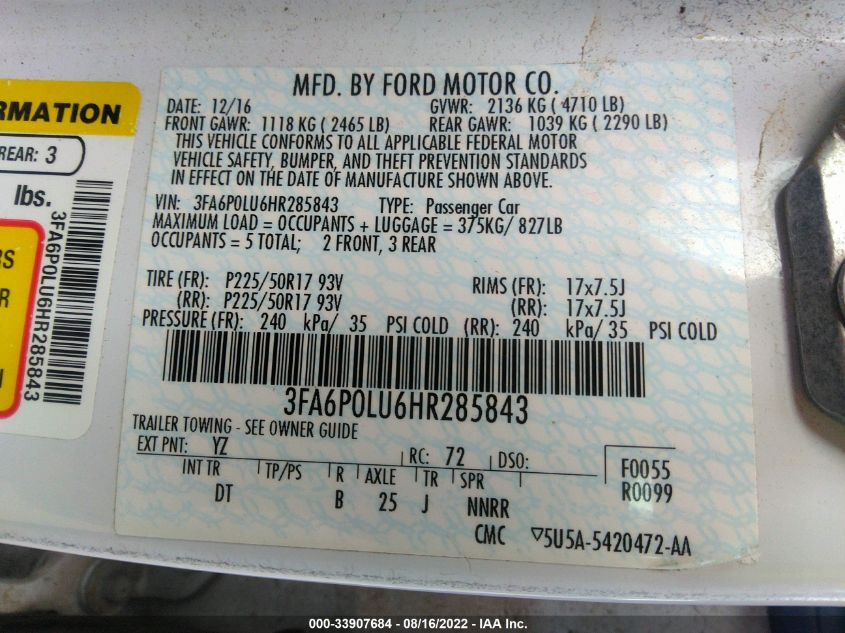 MFD. BY FORD MOTOR CO.
DATE: 12/16 GVWR: 2136 KG ( 4710 LB)
FRONT GAWR: 1118 KG ( 2465 LB) REAR GAWR: 1039 KG ( 2290 LB)
THIS VEHICLE CONFORMS TO ALL APPLICABLE FEDERAL MOTOR
VEHICLE SAFETY, BUMPER, AND THEFT PREVENTION STANDARDS
IN EFFECT ON THE DATE OF MANUFACTURE SHOWN ABOVE.
VIN: 3FA6P0LU6HR285843 TYPE: Passenger Car
MAXIMUM LOAD = OCCUPANTS + LUGGAGE = 375KG/ 827LB
OCCUPANTS = 5 TOTAL; 2 FRONT, 3 REAR
TIRE (FR): P225/50R17 93V RIMS (FR): 17x7.5J
(RR): P225/50R17 93V (RR): 17x7.5J
PRESSURE (FR): 240 kPa/ 35 PSI COLD (RR): 240 kPa/ 35 PSI COLD
3FA6P0LU6HR285843
TRAILER TOWING - SEE OWNER GUIDE
EXT PNT: YZ RC: 72 DSO:
F0055
R0099
INT TR TP/PS R AXLE TR SPR
DT B 25 J NNRR
CMC ▽5U5A-5420472-AA
RMATION
REAR: 3
lbs.
3FA6P0LU6HR285843
RS
R
000-33907684 - 08/16/2022 - IAA Inc.